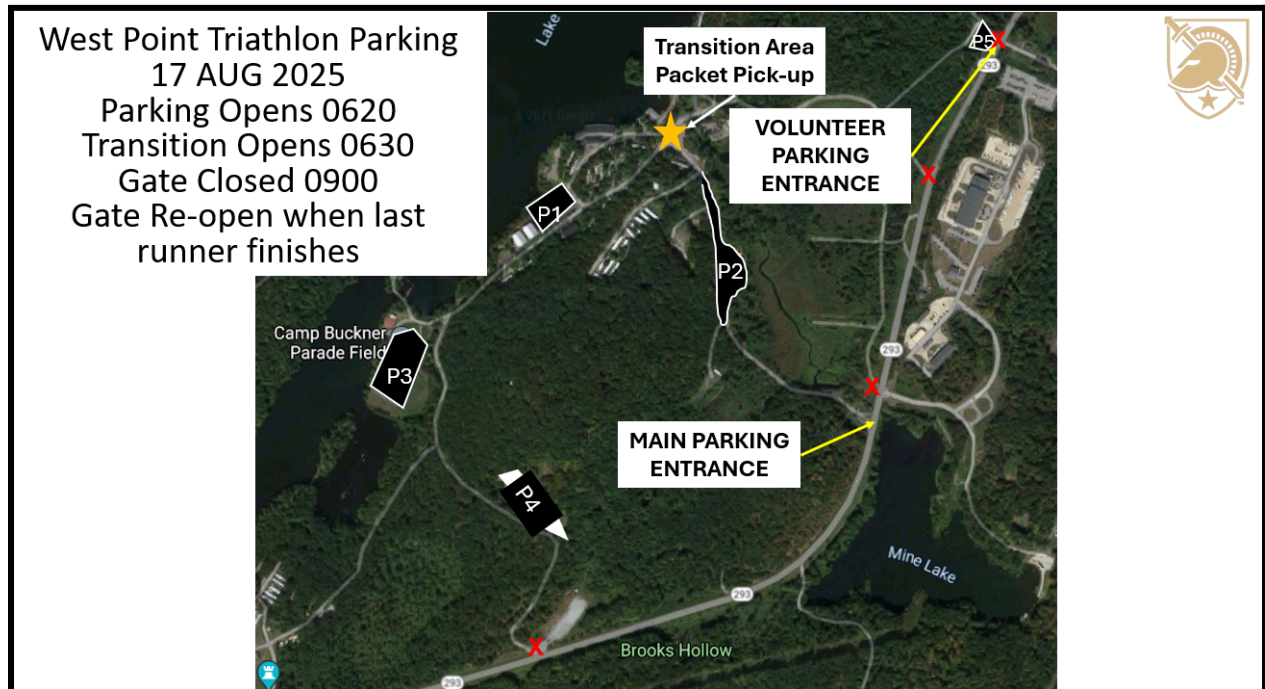 West Point Triathlon Parking
17 AUG 2025
Parking Opens 0620
Transition Opens 0630
Gate Closed 0900
Gate Re-open when last
runner finishes
Lake
Transition Area
Packet Pick-up
P5
X
293
VOLUNTEER
PARKING
ENTRANCE
X
P1
P2
Camp Buckner
Parade Field
P3
293
X
MAIN PARKING
ENTRANCE
P4
Mine Lake
293
X
Brooks Hollow
293